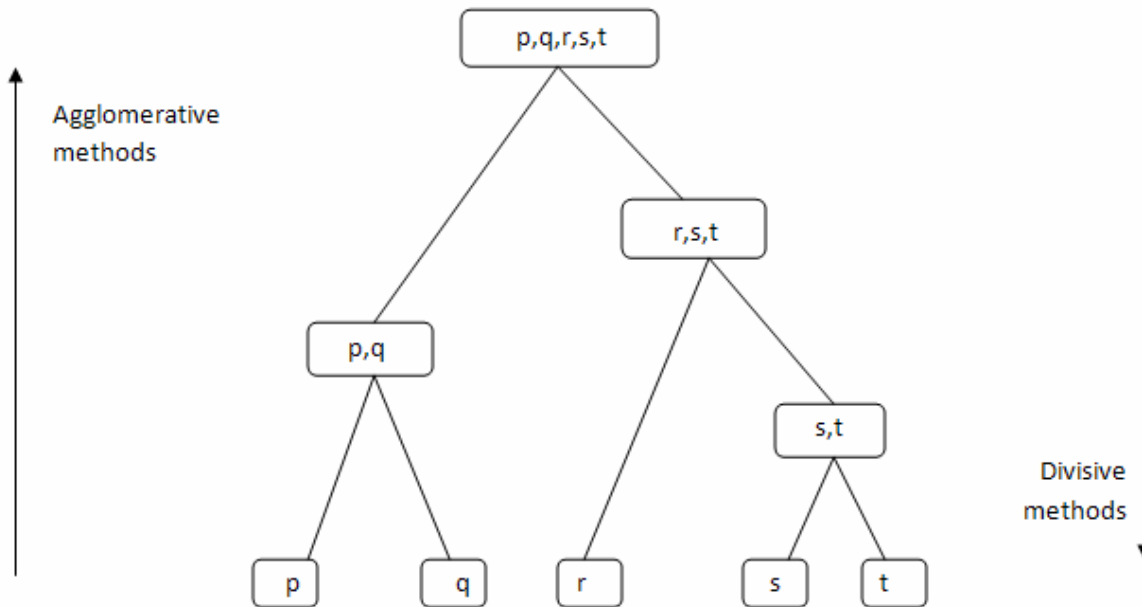 p,q,r,s,t
Agglomerative
methods
r,s,t
p,q
s,t
Divisive
methods
p
q
r
s
t